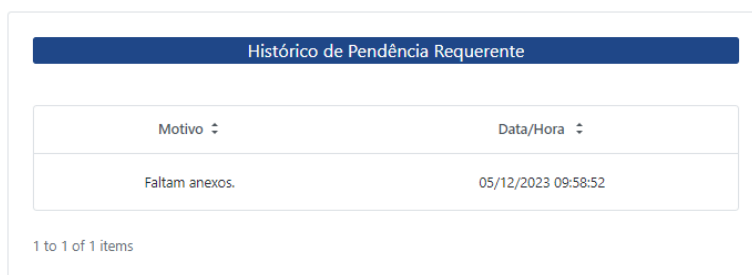 Histórico de Pendência Requerente
Motivo Data/Hora
Faltam anexos. 05/12/2023 09:58:52
1 to 1 of 1 items